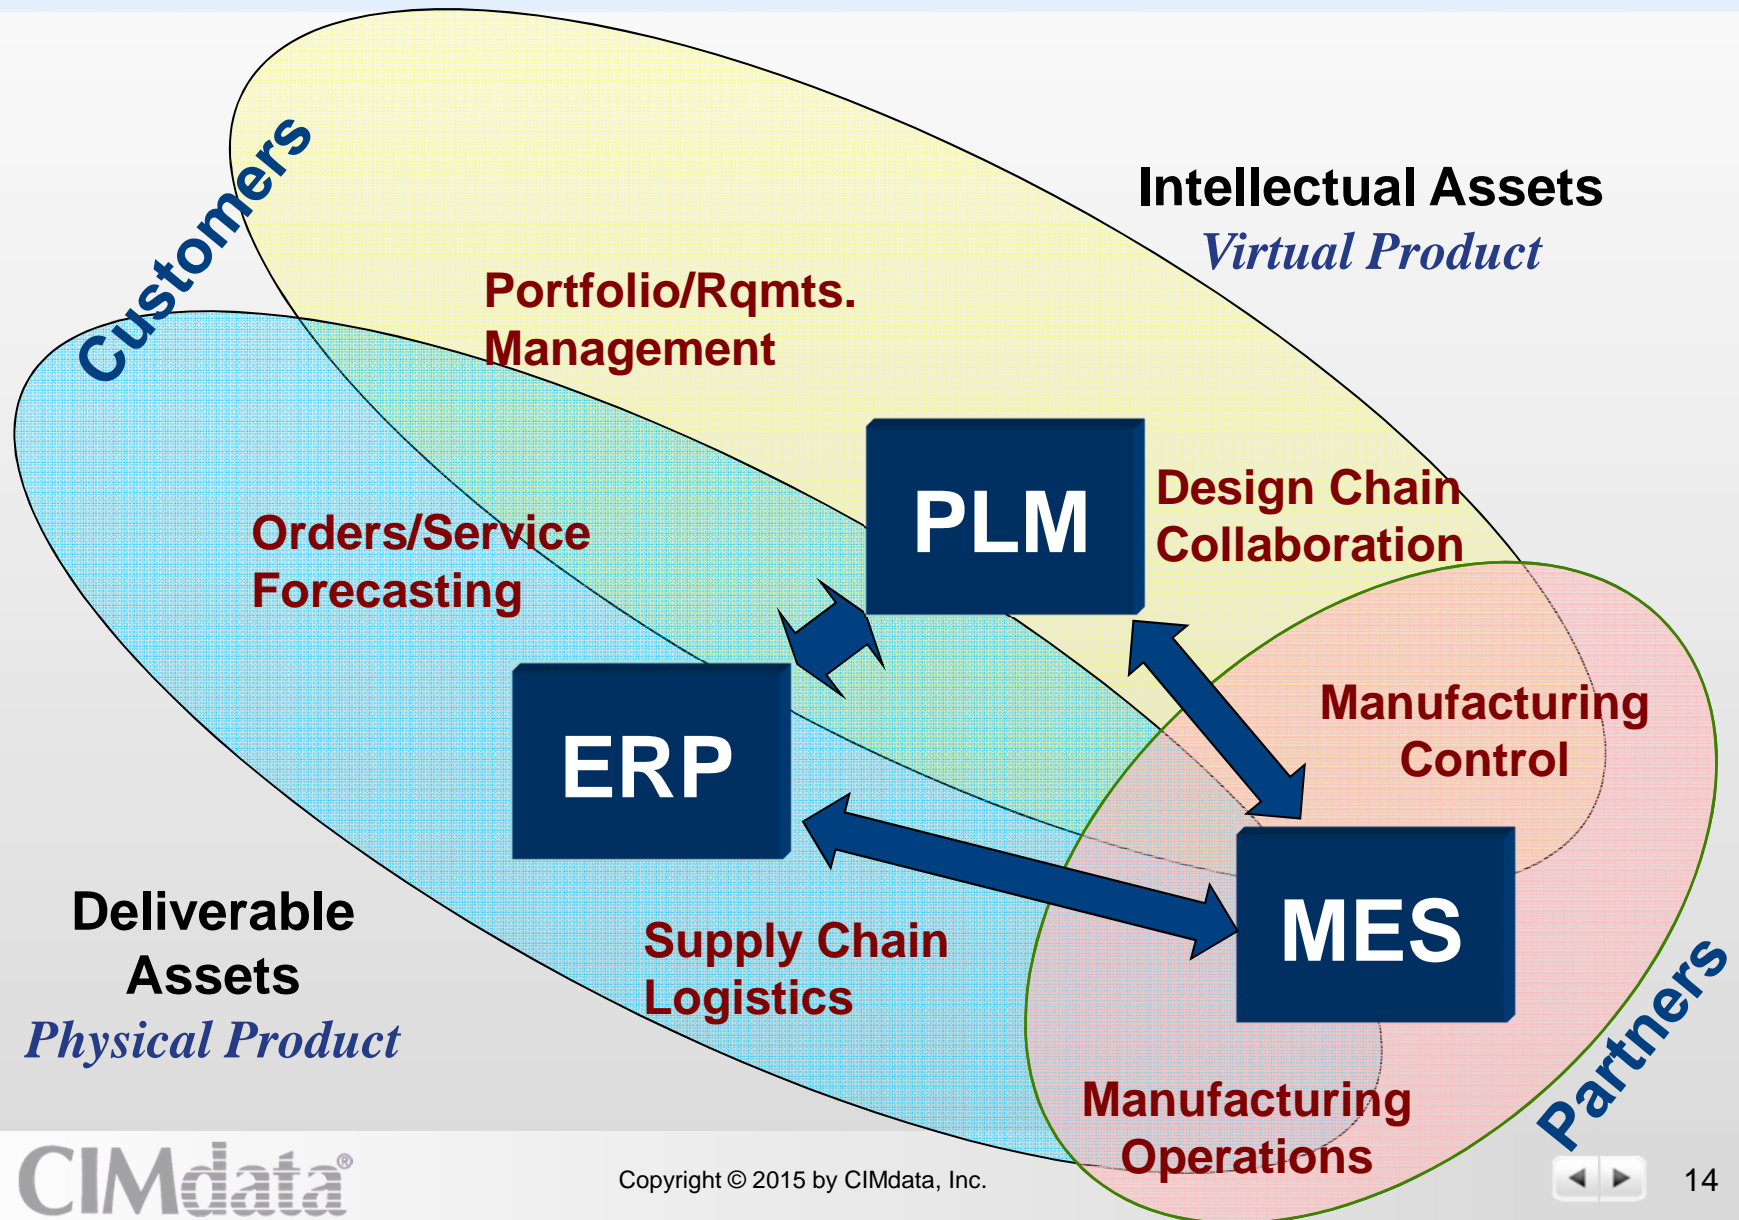 Customers
Intellectual Assets
Virtual Product
Portfolio/Rqmts.
Management
PLM
Design Chain
Collaboration
Orders/Service
Forecasting
ERP
Manufacturing
Control
MES
Deliverable
Assets
Physical Product
Supply Chain
Logistics
Manufacturing
Operations
Partners
CIMdata®
Copyright © 2015 by CIMdata, Inc.
14